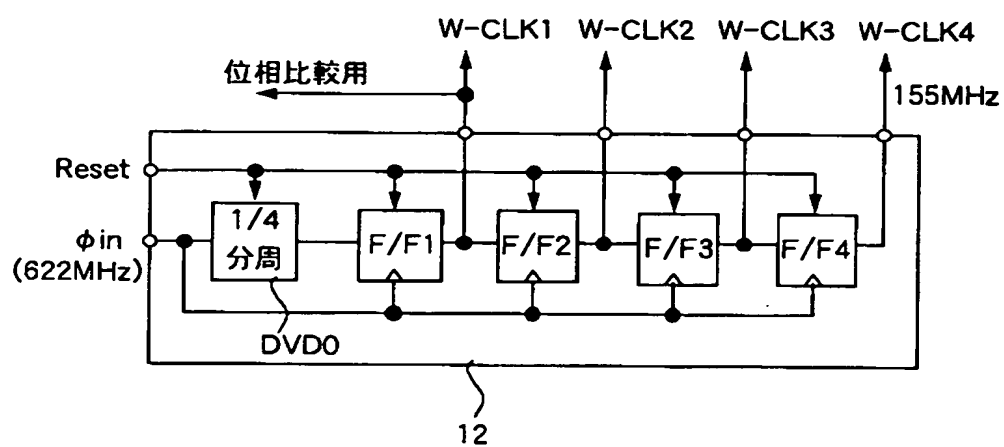 W-CLK1 W-CLK2 W-CLK3 W-CLK4
位相比較用
155MHz
Reset
1/4
分周
F/F1 F/F2 F/F3 F/F4
φin
(622MHz)
DVD0
12